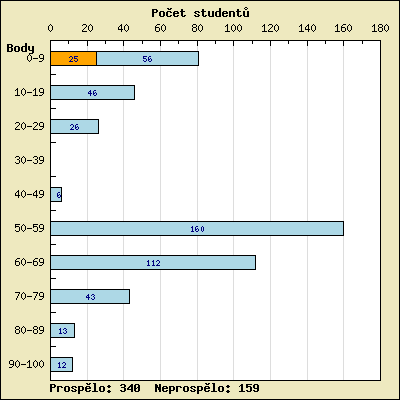 Počet studentů
0 20 40 60 80 100 120 140 160 180
Body
0-9 25 56
10-19 46
20-29 26
30-39
40-49 6
50-59 160
60-69 112
70-79 43
80-89 13
90-100 12
Prospělo: 340 Neprospělo: 159